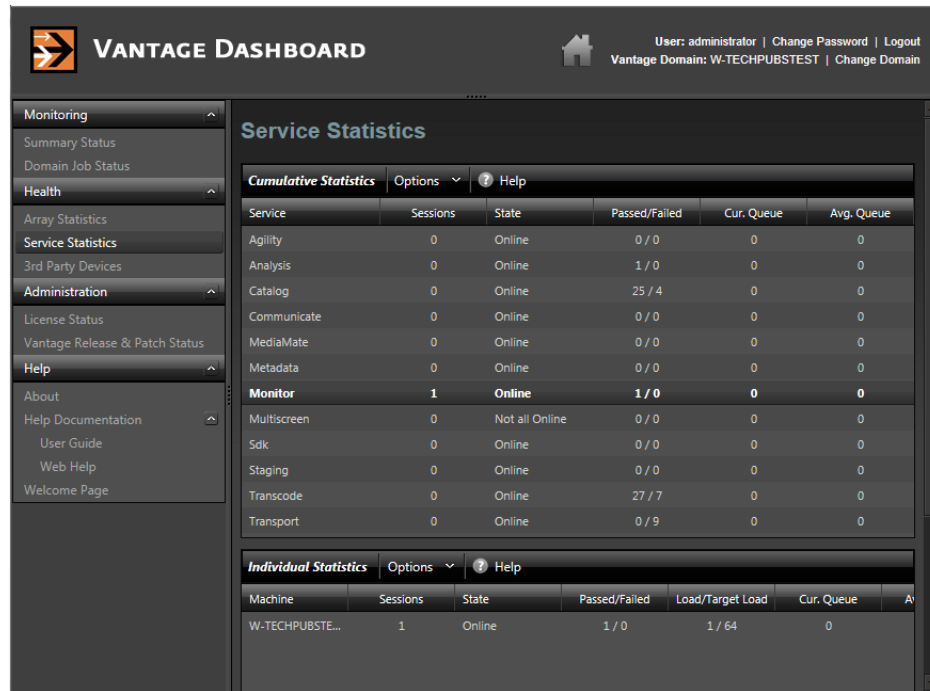 VANTAGE DASHBOARD
User: administrator | Change Password | Logout
Vantage Domain: W-TECHPUBSTEST | Change Domain
Monitoring
Summary Status
Domain Job Status
Health
Array Statistics
Service Statistics
3rd Party Devices
Administration
License Status
Vantage Release & Patch Status
Help
About
Help Documentation
User Guide
Web Help
Welcome Page
Service Statistics
Cumulative Statistics Options ? Help
Service Sessions State Passed/Failed Cur. Queue Avg. Queue
Agility 0 Online 0 / 0 0 0
Analysis 0 Online 1 / 0 0 0
Catalog 0 Online 25 / 4 0 0
Communicate 0 Online 0 / 0 0 0
MediaMate 0 Online 0 / 0 0 0
Metadata 0 Online 0 / 0 0 0
Monitor 1 Online 1 / 0 0 0
Multiscreen 0 Not all Online 0 / 0 0 0
Sdk 0 Online 0 / 0 0 0
Staging 0 Online 0 / 0 0 0
Transcode 0 Online 27 / 7 0 0
Transport 0 Online 0 / 9 0 0
Individual Statistics Options ? Help
Machine Sessions State Passed/Failed Load/Target Load Cur. Queue
W-TECHPUBSTE... 1 Online 1 / 0 1 / 64 0